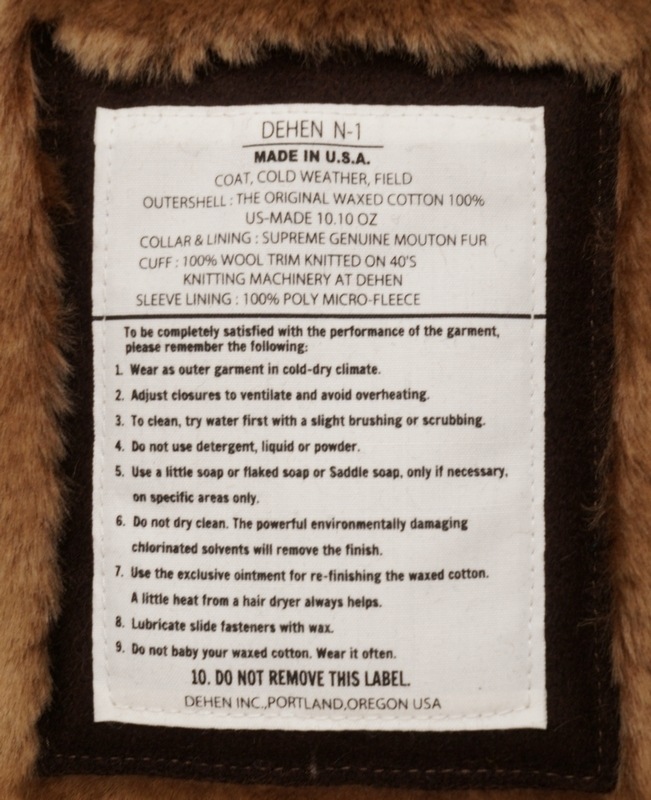 DEHEN N-1
MADE IN U.S.A.
COAT, COLD WEATHER, FIELD
OUTERSHELL : THE ORIGINAL WAXED COTTON 100%
US-MADE 10.10 OZ
COLLAR & LINING : SUPREME GENUINE MOUTON FUR
CUFF : 100% WOOL TRIM KNITTED ON 40'S
KNITTING MACHINERY AT DEHEN
SLEEVE LINING : 100% POLY MICRO-FLEECE
To be completely satisfied with the performance of the garment,
please remember the following:
1. Wear as outer garment in cold-dry climate.
2. Adjust closures to ventilate and avoid overheating.
3. To clean, try water first with a slight brushing or scrubbing.
4. Do not use detergent, liquid or powder.
5. Use a little soap or flaked soap or Saddle soap, only if necessary,
on specific areas only.
6. Do not dry clean. The powerful environmentally damaging
chlorinated solvents will remove the finish.
7. Use the exclusive ointment for re-finishing the waxed cotton.
A little heat from a hair dryer always helps.
8. Lubricate slide fasteners with wax.
9. Do not baby your waxed cotton. Wear it often.
10. DO NOT REMOVE THIS LABEL.
DEHEN INC.,PORTLAND,OREGON USA